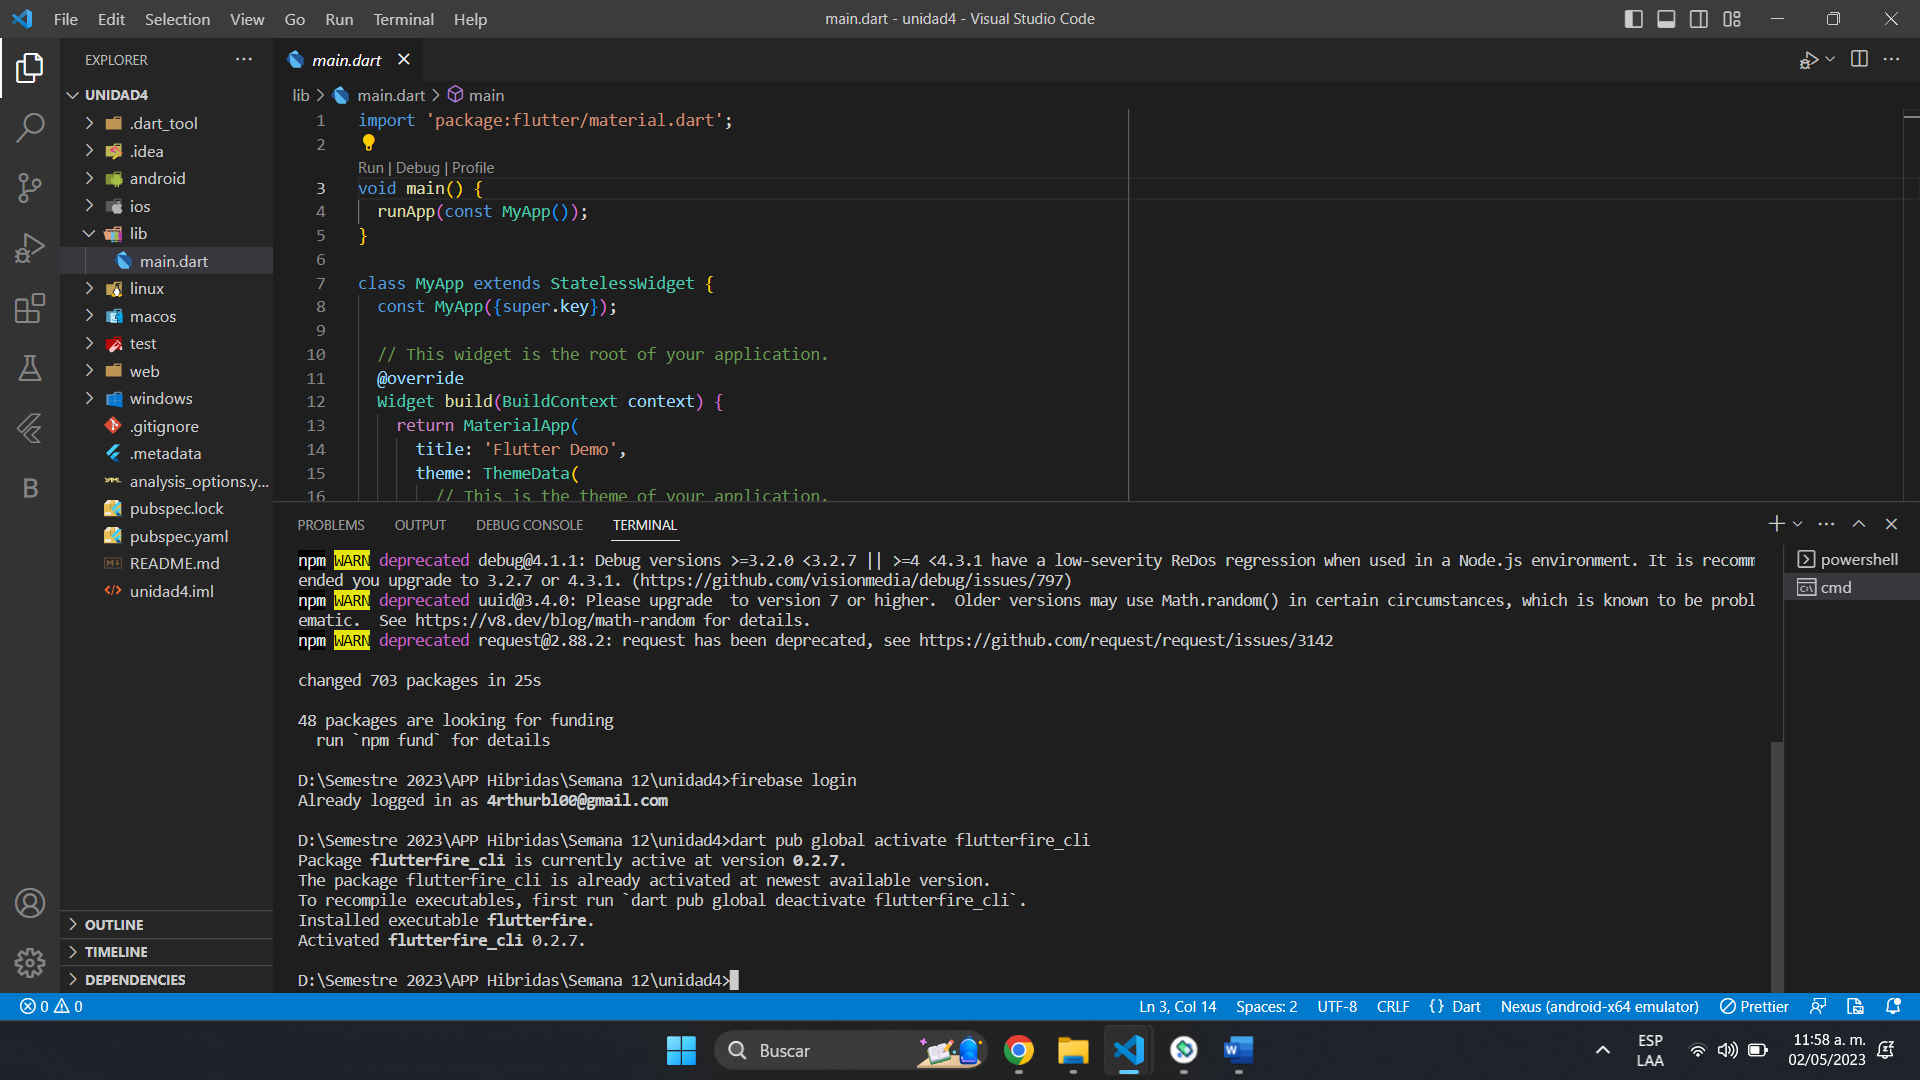 File Edit Selection View Go Run Terminal Help
main.dart - unidad4 - Visual Studio Code
EXPLORER
UNIDAD4
.dart_tool
.idea
android
ios
lib
main.dart
linux
macos
test
web
windows
.gitignore
.metadata
analysis_options.y...
pubspec.lock
pubspec.yaml
README.md
unidad4.iml
OUTLINE
TIMELINE
DEPENDENCIES
main.dart
lib > main.dart > main
1 import 'package:flutter/material.dart';
2
Run | Debug | Profile
3 void main() {
4 runApp(const MyApp());
5 }
6
7 class MyApp extends StatelessWidget {
8 const MyApp({super.key});
9
10 // This widget is the root of your application.
11 @override
12 Widget build(BuildContext context) {
13 return MaterialApp(
14 title: 'Flutter Demo',
15 theme: ThemeData(
16 // This is the theme of your application.
PROBLEMS OUTPUT DEBUG CONSOLE TERMINAL
npm WARN deprecated debug@4.1.1: Debug versions >=3.2.0 <3.2.7 || >=4 <4.3.1 have a low-severity ReDos regression when used in a Node.js environment. It is recomm
ended you upgrade to 3.2.7 or 4.3.1. (https://github.com/visionmedia/debug/issues/797)
npm WARN deprecated uuid@3.4.0: Please upgrade  to version 7 or higher.  Older versions may use Math.random() in certain circumstances, which is known to be probl
ematic.  See https://v8.dev/blog/math-random for details.
npm WARN deprecated request@2.88.2: request has been deprecated, see https://github.com/request/request/issues/3142
changed 703 packages in 25s
48 packages are looking for funding
run `npm fund` for details
D:\Semestre 2023\APP Hibridas\Semana 12\unidad4>firebase login
Already logged in as 4rthurbl00@gmail.com
D:\Semestre 2023\APP Hibridas\Semana 12\unidad4>dart pub global activate flutterfire_cli
Package flutterfire_cli is currently active at version 0.2.7.
The package flutterfire_cli is already activated at newest available version.
To recompile executables, first run `dart pub global deactivate flutterfire_cli`.
Installed executable flutterfire.
Activated flutterfire_cli 0.2.7.
D:\Semestre 2023\APP Hibridas\Semana 12\unidad4>
powershell
cmd
0 0
Ln 3, Col 14 Spaces: 2 UTF-8 CRLF {} Dart Nexus (android-x64 emulator) Prettier
Buscar
ESP
LAA
11:58 a. m.
02/05/2023